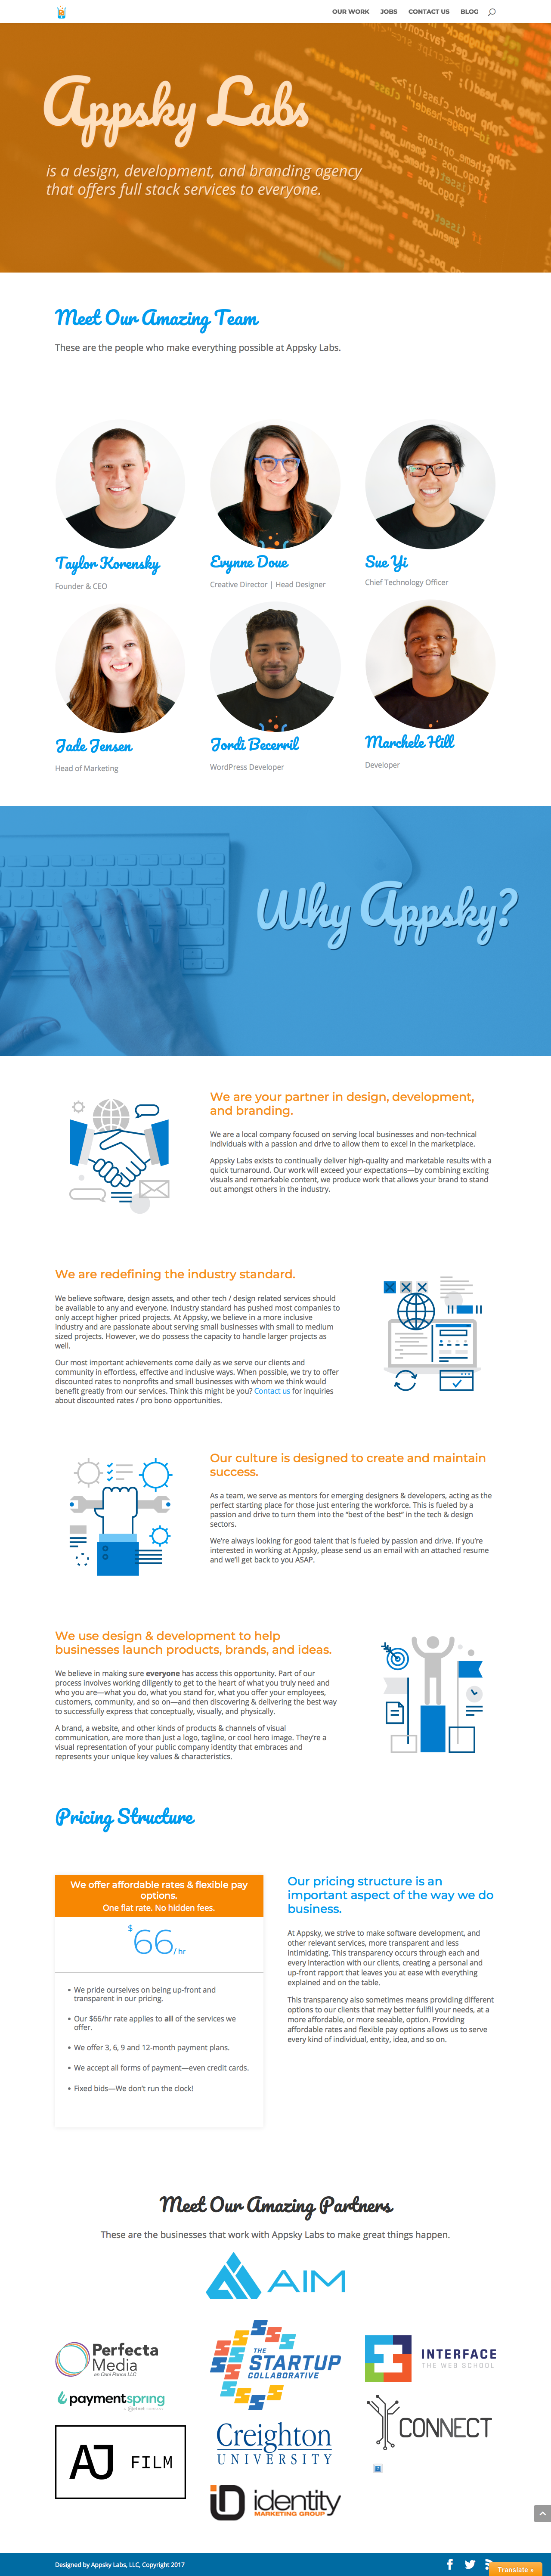 OUR WORK JOBS CONTACT US BLOG
Appsky Labs
is a design, development, and branding agency
that offers full stack services to everyone.
Meet Our Amazing Team
These are the people who make everything possible at Appsky Labs.
Taylor Korensky
Founder & CEO
Evynne Doue
Creative Director | Head Designer
Sue Yi
Chief Technology Officer
Jade Jensen
Head of Marketing
Jordi Becerril
WordPress Developer
Marchele Hill
Developer
Why Appsky?
We are your partner in design, development,
and branding.
We are a local company focused on serving local businesses and non-technical
individuals with a passion and drive to allow them to excel in the marketplace.
Appsky Labs exists to continually deliver high-quality and marketable results with a
quick turnaround. Our work will exceed your expectations—by combining exciting
visuals and remarkable content, we produce work that allows your brand to stand
out amongst others in the industry.
We are redefining the industry standard.
We believe software, design assets, and other tech / design related services should
be available to any and everyone. Industry standard has pushed most companies to
only accept higher priced projects. At Appsky, we believe in a more inclusive
industry and are passionate about serving small businesses with small to medium
sized projects. However, we do possess the capacity to handle larger projects as
well.
Our most important achievements come daily as we serve our clients and
community in effortless, effective and inclusive ways. When possible, we try to offer
discounted rates to nonprofits and small businesses with whom we think would
benefit greatly from our services. Think this might be you? Contact us for inquiries
about discounted rates / pro bono opportunities.
Our culture is designed to create and maintain
success.
As a team, we serve as mentors for emerging designers & developers, acting as the
perfect starting place for those just entering the workforce. This is fueled by a
passion and drive to turn them into the “best of the best” in the tech & design
sectors.
We’re always looking for good talent that is fueled by passion and drive. If you’re
interested in working at Appsky, please send us an email with an attached resume
and we’ll get back to you ASAP.
We use design & development to help
businesses launch products, brands, and ideas.
We believe in making sure everyone has access this opportunity. Part of our
process involves working diligently to get to the heart of what you truly need and
who you are—what you do, what you stand for, what you offer your employees,
customers, community, and so on—and then discovering & delivering the best way
to successfully express that conceptually, visually, and physically.
A brand, a website, and other kinds of products & channels of visual
communication, are more than just a logo, tagline, or cool hero image. They’re a
visual representation of your public company identity that embraces and
represents your unique key values & characteristics.
Pricing Structure
We offer affordable rates & flexible pay
options.
One flat rate. No hidden fees.
$66/ hr
• We pride ourselves on being up-front and
transparent in our pricing.
• Our $66/hr rate applies to all of the services we
offer.
• We offer 3, 6, 9 and 12-month payment plans.
• We accept all forms of payment—even credit cards.
• Fixed bids—We don’t run the clock!
Our pricing structure is an
important aspect of the way we do
business.
At Appsky, we strive to make software development, and
other relevant services, more transparent and less
intimidating. This transparency occurs through each and
every interaction with our clients, creating a personal and
up-front rapport that leaves you at ease with everything
explained and on the table.
This transparency also sometimes means providing different
options to our clients that may better fullfil your needs, at a
more affordable, or more seeable, option. Providing
affordable rates and flexible pay options allows us to serve
every kind of individual, entity, idea, and so on.
Meet Our Amazing Partners
These are the businesses that work with Appsky Labs to make great things happen.
AIM
Perfecta
Media
an Oon Ponce LLC
THE
STARTUP
COLLABORATIVE
INTERFACE
THE WEB SCHOOL
paymentspring
CONNECT
AJ FILM
Creighton
UNIVERSITY
iD identity
MARKETING GROUP
Designed by Appsky Labs, LLC, Copyright 2017
Translate »